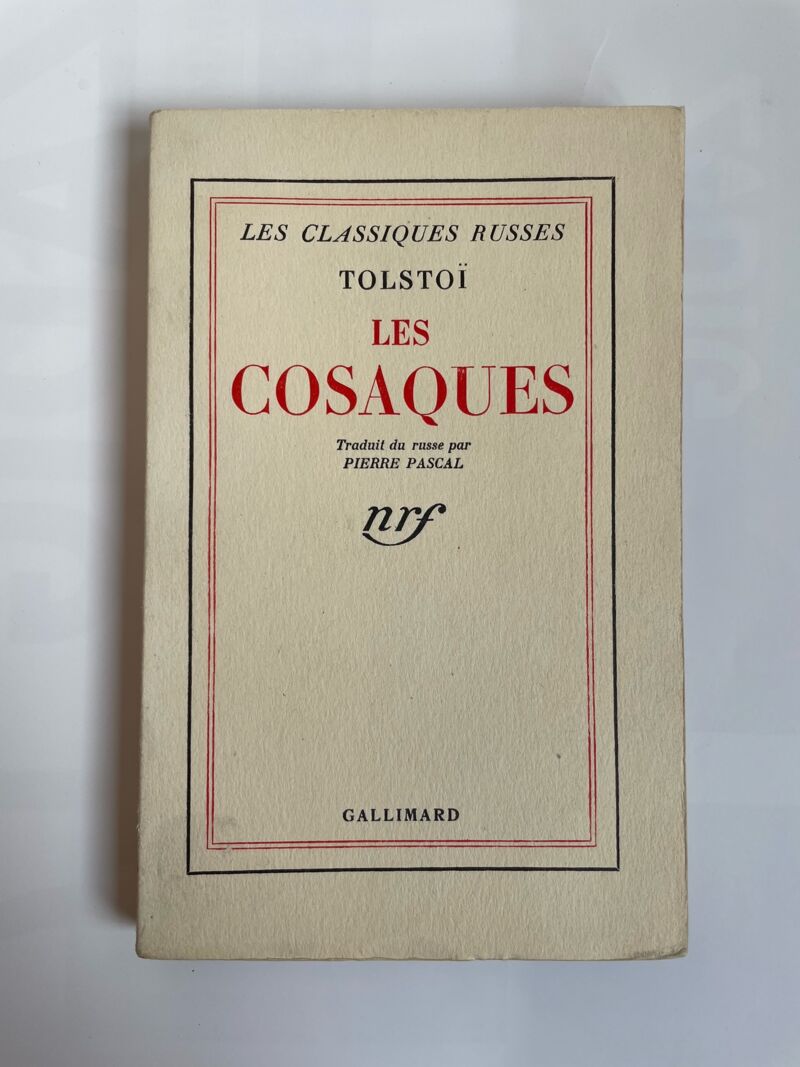 LES CLASSIQUES RUSSES
TOLSTOÏ
LES
COSAQUES
Traduit du russe par
PIERRE PASCAL
nrf
GALLIMARD